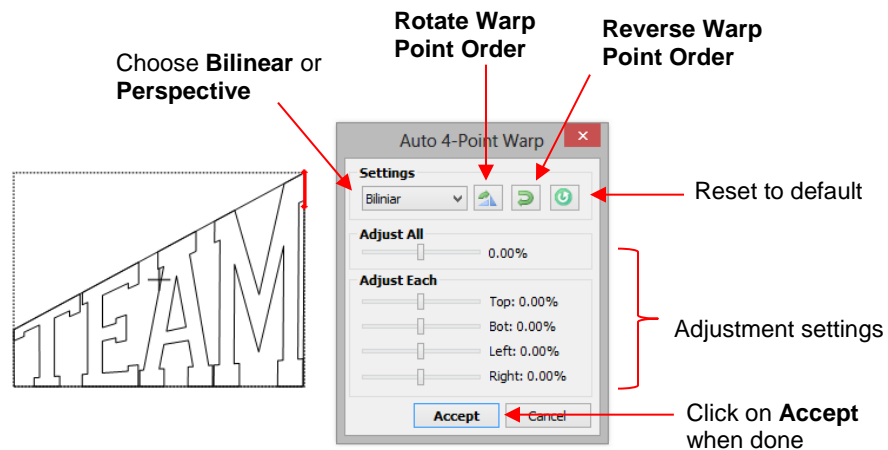 Rotate Warp
Point Order
Reverse Warp
Point Order
Choose Bilinear or
Perspective
Auto 4-Point Warp
Settings
Biliniar
Reset to default
Adjust All
0.00%
Adjust Each
Top: 0.00%
Bot: 0.00%
Left: 0.00%
Right: 0.00%
Adjustment settings
Accept
Cancel
Click on Accept
when done
TEAM